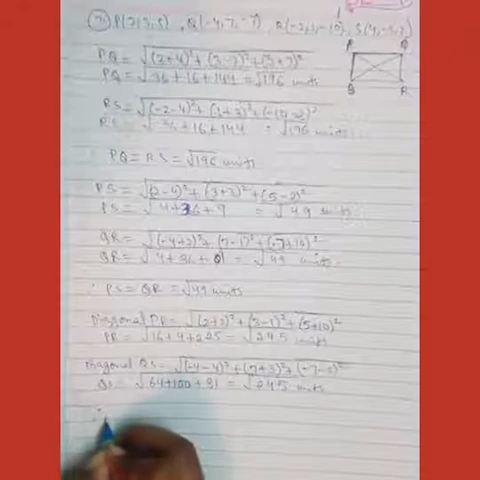 P(2,3,5), Q(-4,7,-7), R(-2,1,-10), S(4,-3,2)
PQ = √(2+4)²+(3-7)²+(5+7)²
PQ = √36+16+144 = √196 units
RS = √(-2-4)²+(1+3)²+(-10-2)²
RS = √36+16+144 = √196 units
PQ = RS = √196 units
PS = √(2-4)²+(3+3)²+(5-2)²
PS = √4+36+9 = √49 units
QR = √(-4+2)²+(7-1)²+(-7+10)²
QR = √4+36+9 = √49 units
∴ PS = QR = √49 units
Diagonal PR = √(2+2)²+(3-1)²+(5+10)²
PR = √16+4+225 = √245 units
Diagonal QS = √(-4-4)²+(7+3)²+(-7-2)²
QS = √64+100+81 = √245 units
∴